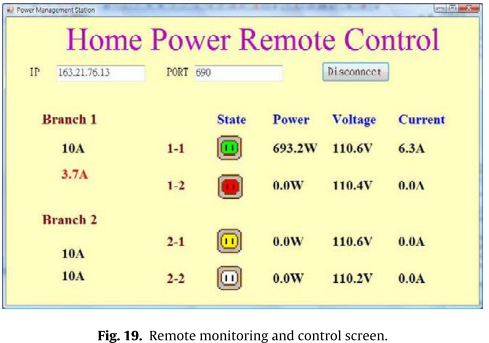 Power Management Station
Home Power Remote Control
IP 163.21.76.13 PORT 690 Disconnect
Branch 1 State Power Voltage Current
10A 1-1 693.2W 110.6V 6.3A
3.7A
1-2 0.0W 110.4V 0.0A
Branch 2
2-1 0.0W 110.6V 0.0A
10A
10A 2-2 0.0W 110.2V 0.0A
Fig. 19. Remote monitoring and control screen.